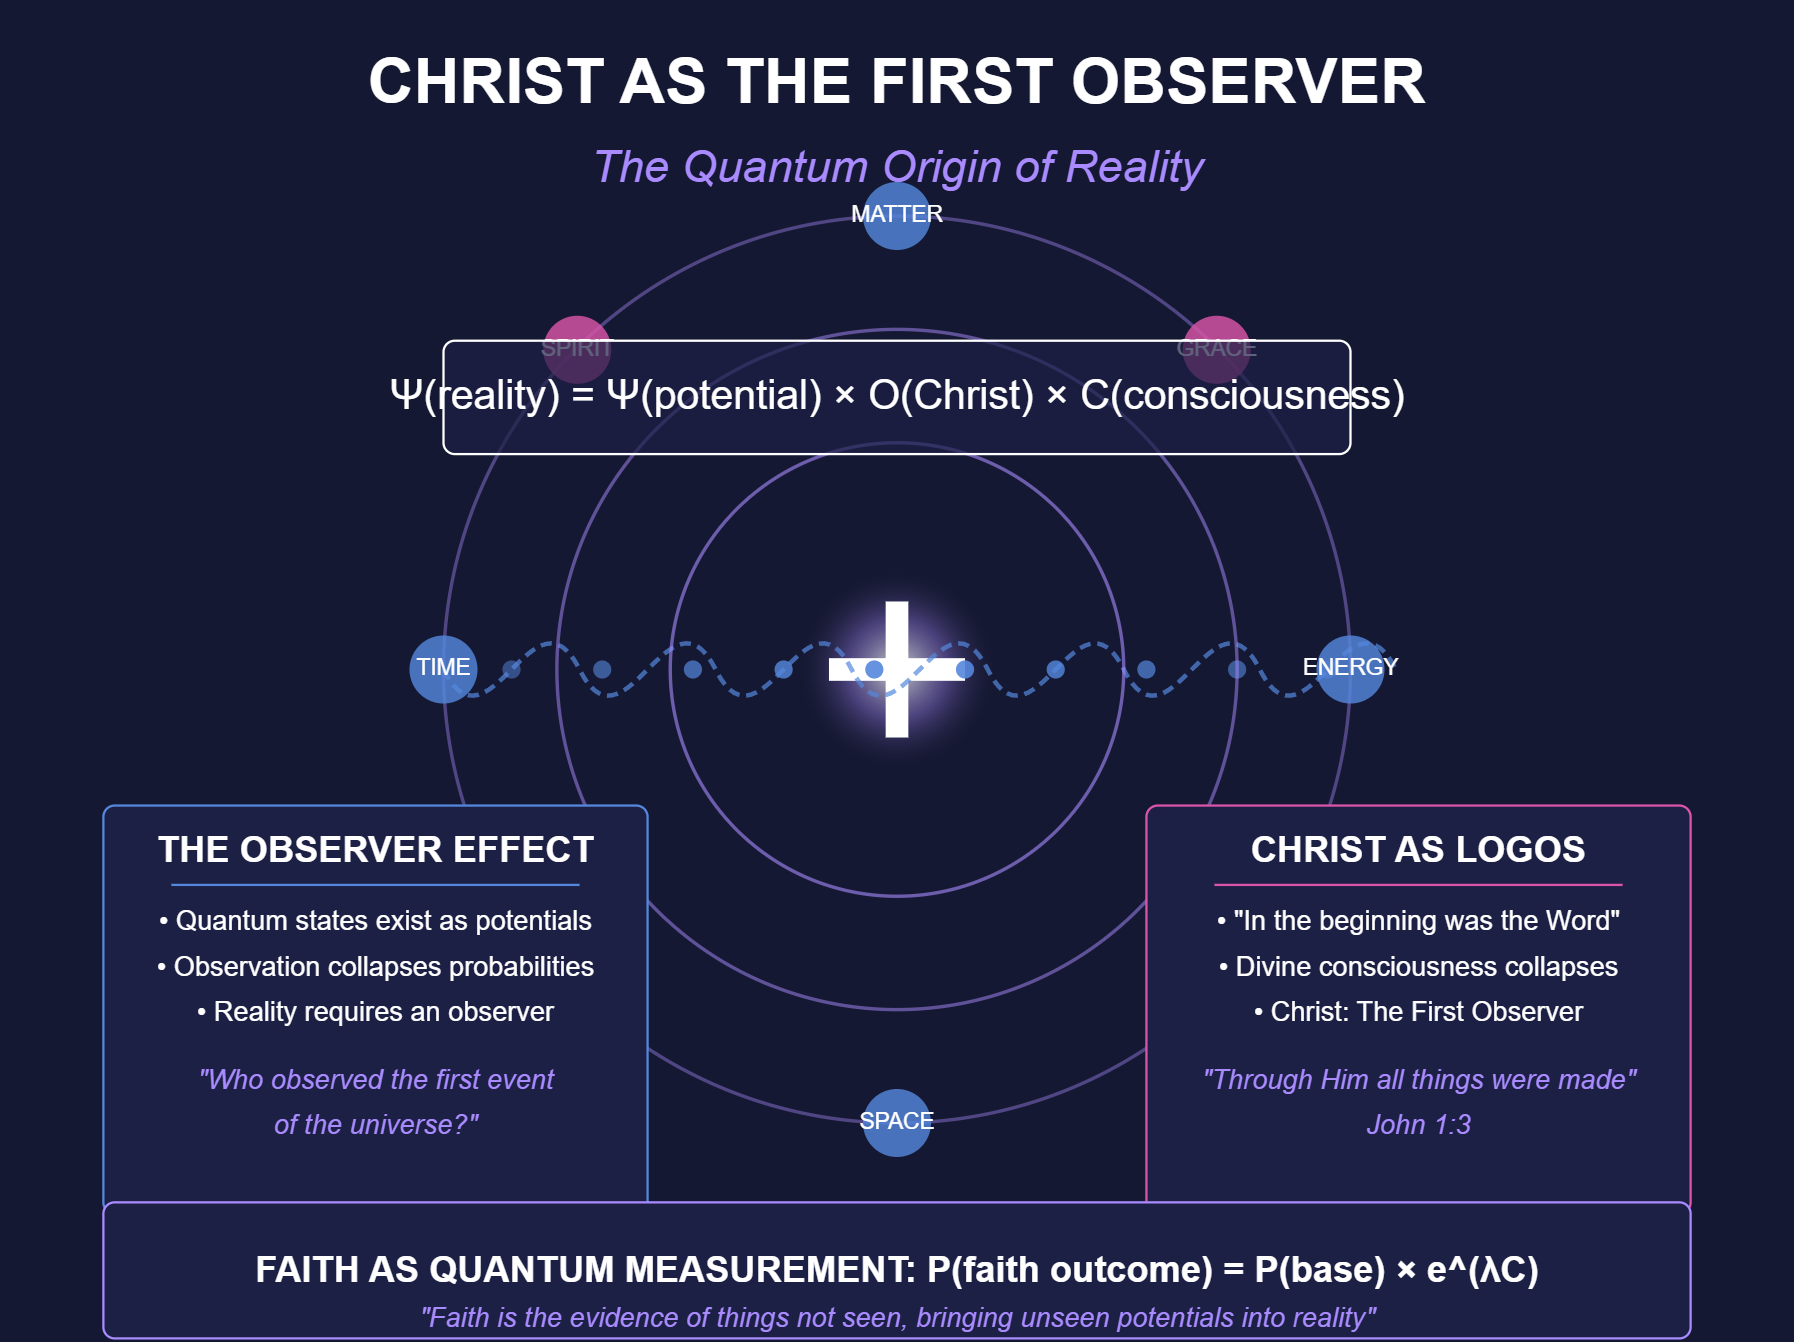 CHRIST AS THE FIRST OBSERVER
The Quantum Origin of Reality
MATTER
SPIRIT
GRACE
Ψ(reality) = Ψ(potential) × O(Christ) × C(consciousness)
TIME
ENERGY
THE OBSERVER EFFECT
• Quantum states exist as potentials
• Observation collapses probabilities
• Reality requires an observer
"Who observed the first event
of the universe?"
CHRIST AS LOGOS
• "In the beginning was the Word"
• Divine consciousness collapses
• Christ: The First Observer
"Through Him all things were made"
John 1:3
SPACE
FAITH AS QUANTUM MEASUREMENT: P(faith outcome) = P(base) × e^(λC)
"Faith is the evidence of things not seen, bringing unseen potentials into reality"